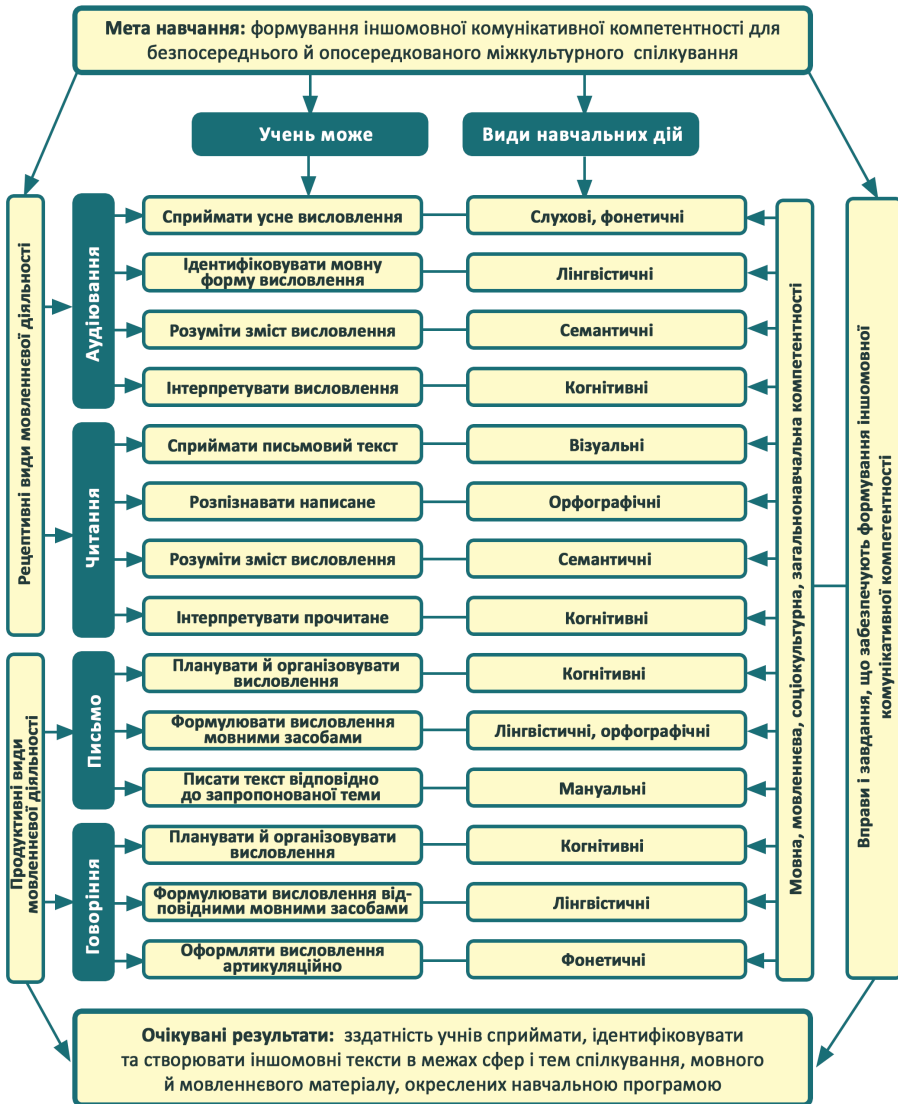 Мета навчання: формування іншомовної комунікативної компетентності для
безпосереднього й опосередкованого міжкультурного спілкування
Учень може
Види навчальних дій
Рецептивні види мовленнєвої діяльності
Аудіювання
Сприймати усне висловлення
Слухові, фонетичні
Ідентифіковувати мовну
форму висловлення
Лінгвістичні
Розуміти зміст висловлення
Семантичні
Інтерпретувати висловлення
Когнітивні
Читання
Сприймати письмовий текст
Візуальні
Розпізнавати написане
Орфографічні
Розуміти зміст висловлення
Семантичні
Інтерпретувати прочитане
Когнітивні
Продуктивні види
мовленнєвої діяльності
Письмо
Планувати й організовувати
висловлення
Когнітивні
Формулювати висловлення
мовними засобами
Лінгвістичні, орфографічні
Писати текст відповідно
до запропонованої теми
Мануальні
Говоріння
Планувати й організовувати
висловлення
Когнітивні
Формулювати висловлення від-
повідними мовними засобами
Лінгвістичні
Оформляти висловлення
артикуляційно
Фонетичні
Мовна, мовленнєва, соціокультурна, загальнонавчальна компетентності
Вправи і завдання, що забезпечують формування іншомовної
комунікативної компетентності
Очікувані результати: зздатність учнів сприймати, ідентифіковувати
та створювати іншомовні тексти в межах сфер і тем спілкування, мовного
й мовленнєвого матеріалу, окреслених навчальною програмою